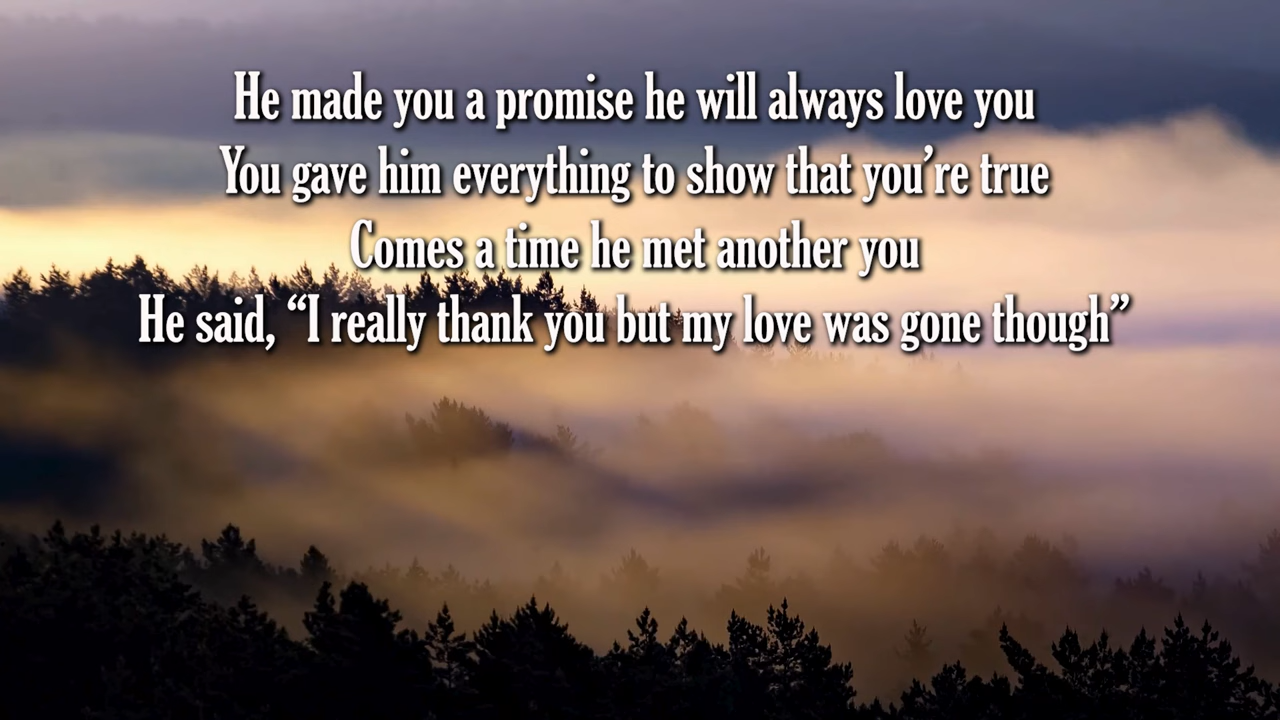 He made you a promise he will always love you
You gave him everything to show that you’re true
Comes a time he met another you
He said, “I really thank you but my love was gone though”